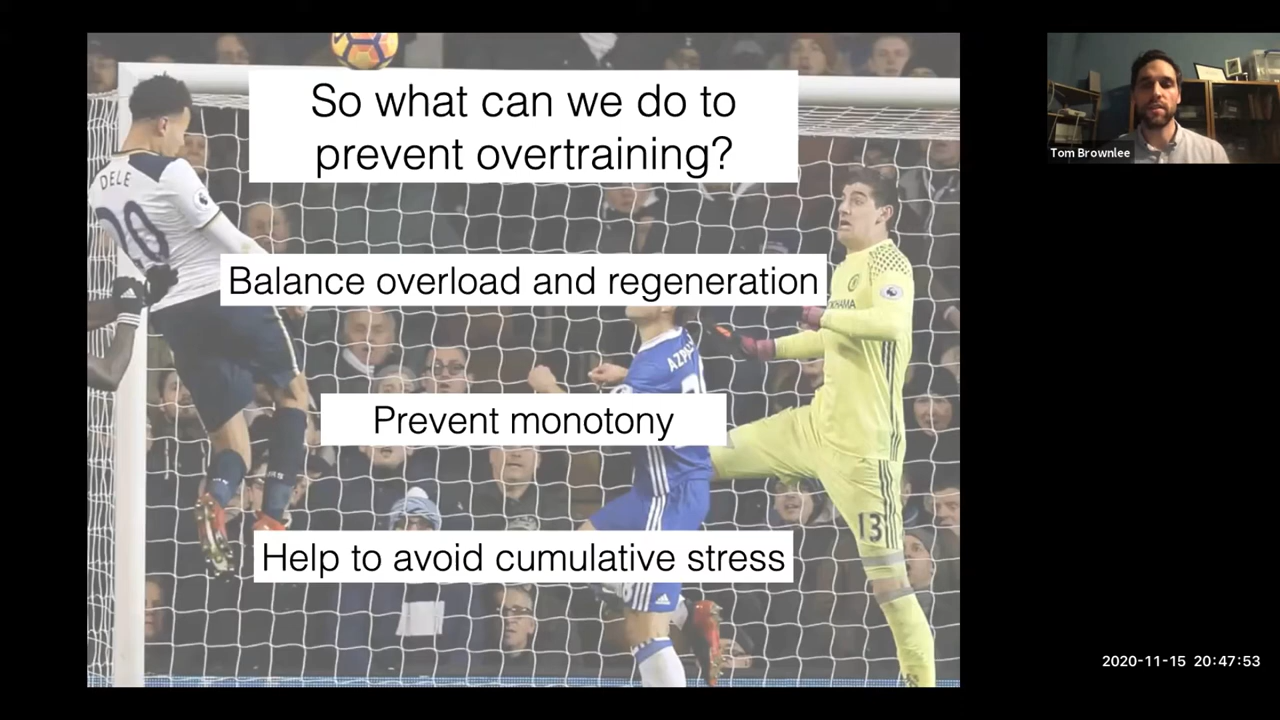 So what can we do to
prevent overtraining?
DELE
20
Balance overload and regeneration
Prevent monotony
Help to avoid cumulative stress
13
Tom Brownlee
2020-11-15 20:47:53